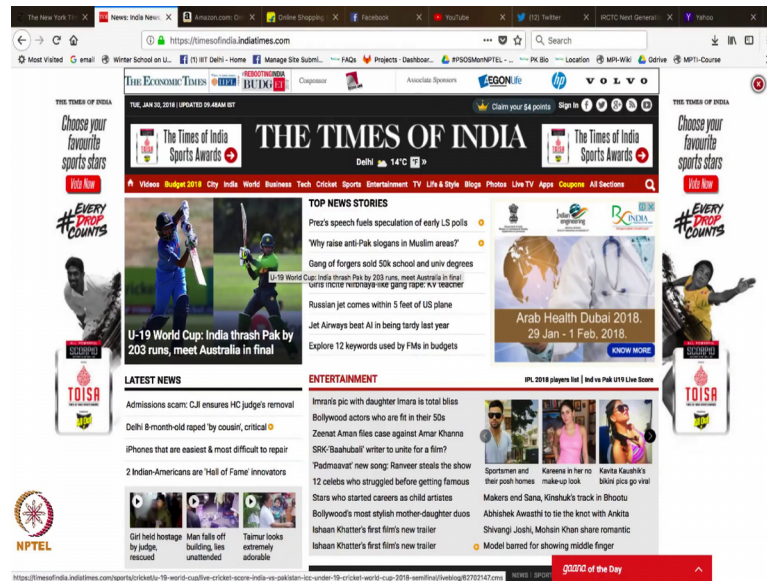 The New York Ti
News: India News,
Amazon.com: On
Online Shopping
Facebook
YouTube
(12) Twitter
IRCTC Next Generati
Yahoo
https://timesofindia.indiatimes.com
Search
Most Visited
email
Winter School on U...
(1) IIIT Delhi - Home
Manage Site Submi...
FAQs
Projects · Dashboar...
#PSOSMonNPTEL - ...
PK Bio
Location
MPI-Wiki
Gdrive
MPTI-Course
THE ECONOMIC TIMES
IIFL
#REBOOTINGINDIA
BUDGET
Cosponsor
Associate Sponsors
AEGONLife
hp
VOLVO
TUE, JAN 30, 2018 | UPDATED 09.48AM IST
Claim your 54 points
Sign In
THE TIMES OF INDIA
Choose your
favourite
sports stars
Vote Now
#EVERY
DROP
COUNTS
SCORPIO
TOISA
The Times of India
Sports Awards
THE TIMES OF INDIA
Delhi 14°C °F »
The Times of India
Sports Awards
THE TIMES OF INDIA
Choose your
favourite
sports stars
Vote Now
#EVERY
DROP
COUNTS
SCORPIO
TOISA
Videos Budget 2018 City India World Business Tech Cricket Sports Entertainment TV Life & Style Blogs Photos Live TV Apps Coupons All Sections
U-19 World Cup: India thrash Pak by
203 runs, meet Australia in final
TOP NEWS STORIES
Prez's speech fuels speculation of early LS polls
'Why raise anti-Pak slogans in Muslim areas?'
Gang of forgers sold 50k school and univ degrees
U-19 World Cup: India thrash Pak by 203 runs, meet Australia in final
Girls incite Nirbhaya-like gang rape: KV teacher
Russian jet comes within 5 feet of US plane
Jet Airways beat AI in being tardy last year
Explore 12 keywords used by FMs in budgets
Indian
engineering
Rx INDIA
Arab Health Dubai 2018.
29 Jan - 1 Feb, 2018.
KNOW MORE
LATEST NEWS
Admissions scam: CJI ensures HC judge's removal
Delhi 8-month-old raped 'by cousin', critical
iPhones that are easiest & most difficult to repair
2 Indian-Americans are 'Hall of Fame' innovators
Girl held hostage
by judge,
rescued
Man falls off
building, lies
unattended
Taimur looks
extremely
adorable
ENTERTAINMENT
IPL 2018 players list | Ind vs Pak U19 Live Score
Imran's pic with daughter Imara is total bliss
Bollywood actors who are fit in their 50s
Zeenat Aman files case against Amar Khanna
SRK-'Baahubali' writer to unite for a film?
'Padmaavat' new song: Ranveer steals the show
12 celebs who struggled before getting famous
Stars who started careers as child artistes
Bollywood's most stylish mother-daughter duos
Ishaan Khatter's first film's new trailer
Ishaan Khatter's first film's new trailer
Sportsmen and
their posh homes
Kareena in her no
make-up look
Kavita Kaushik's
bikini pics go viral
Makers end Sana, Kinshuk's track in Bhootu
Abhishek Awasthi to tie the knot with Ankita
Shivangi Joshi, Mohsin Khan share romantic
Model barred for showing middle finger
NPTEL
https://timesofindia.indiatimes.com/sports/cricket/u-19-world-cup/live-cricket-score-india-vs-pakistan-icc-under-19-cricket-world-cup-2018-semifinal/liveblog/62702147.cms
NEWS | SPORT
gaana of the Day